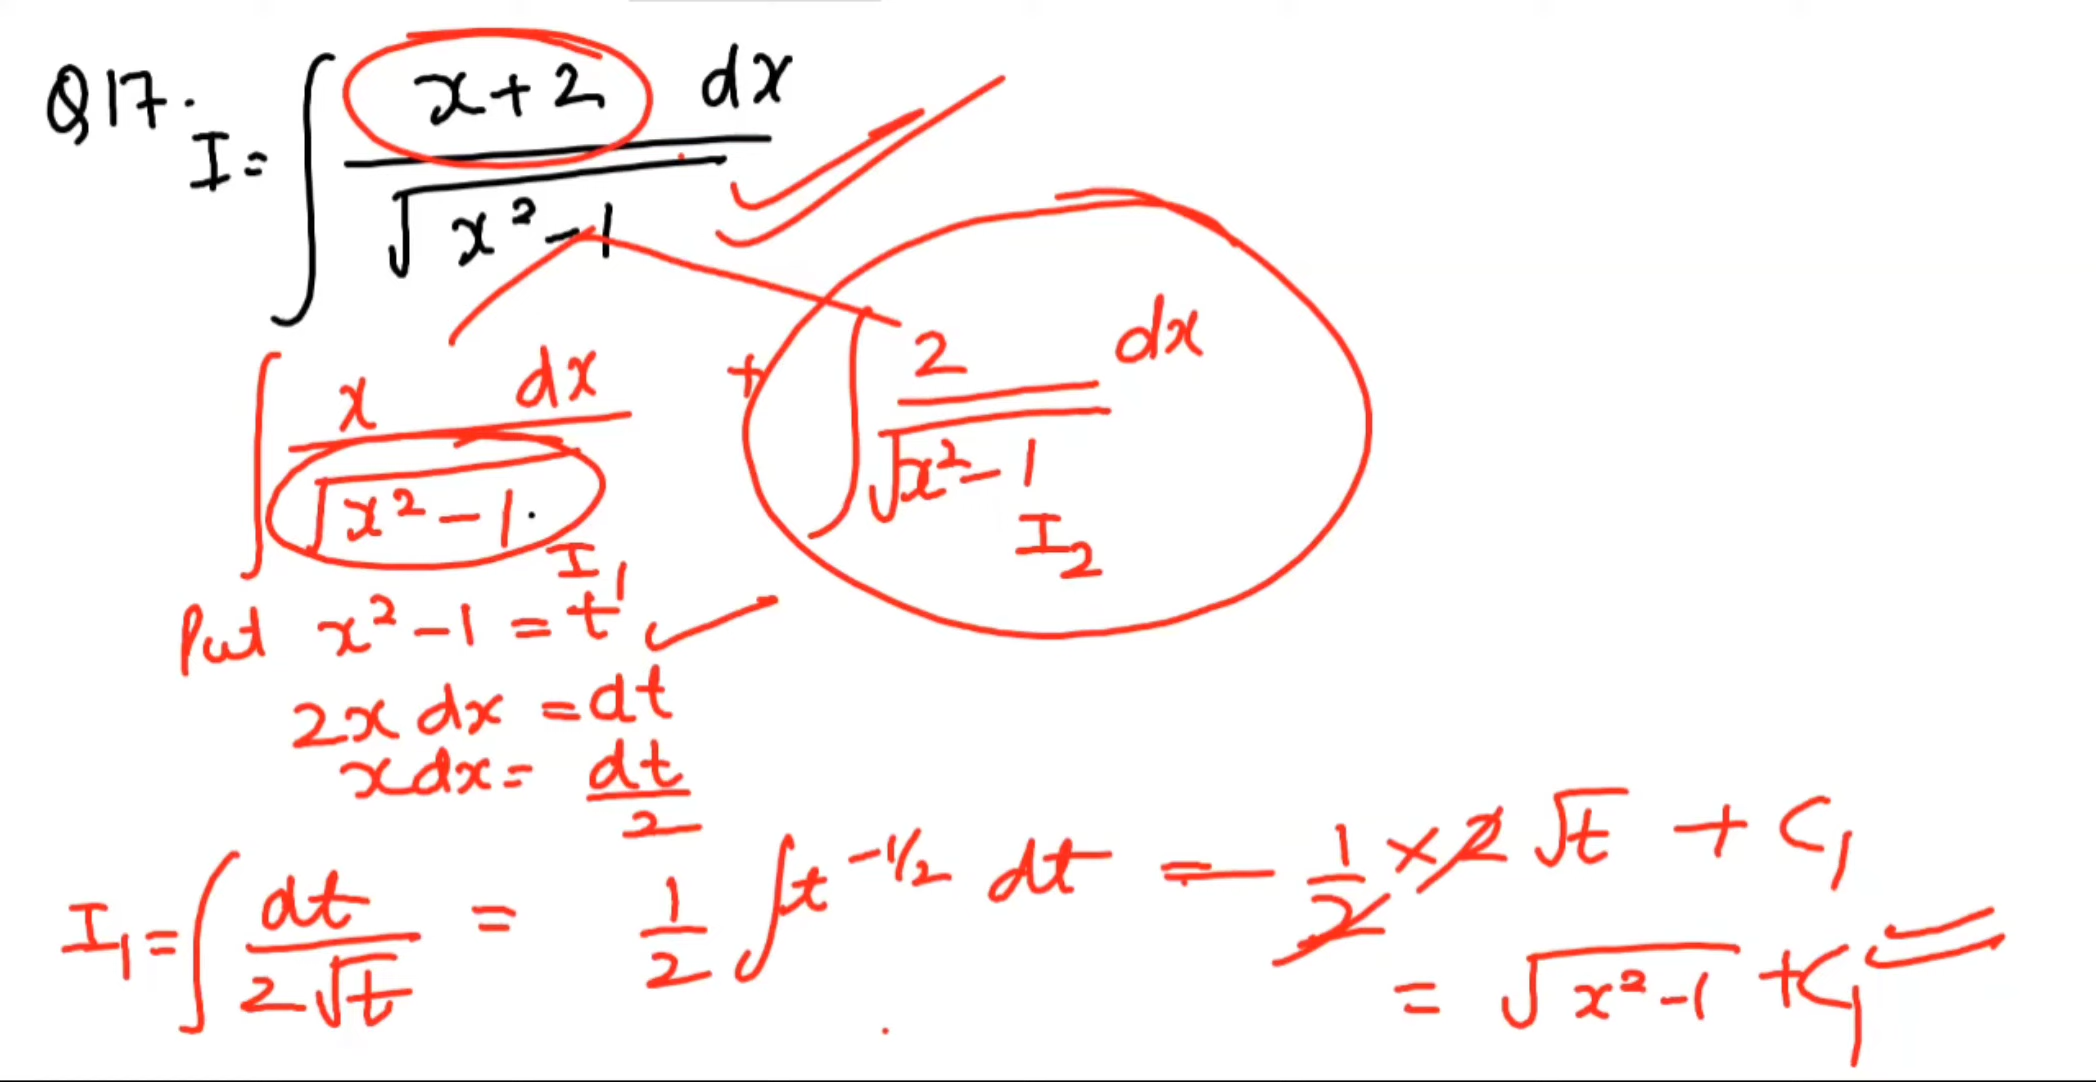 Q17. I = ∫ x+2 dx / √(x²-1)
∫ x dx / √(x²-1) + ∫ 2 dx / √(x²-1)
I₁ I₂
Put x²-1 = t
2x dx = dt
x dx = dt/2
I₁ = ∫ dt / 2√t = 1/2 ∫ t^(-1/2) dt = 1/2 × 2 √t + C₁
= √(x²-1) + C₁